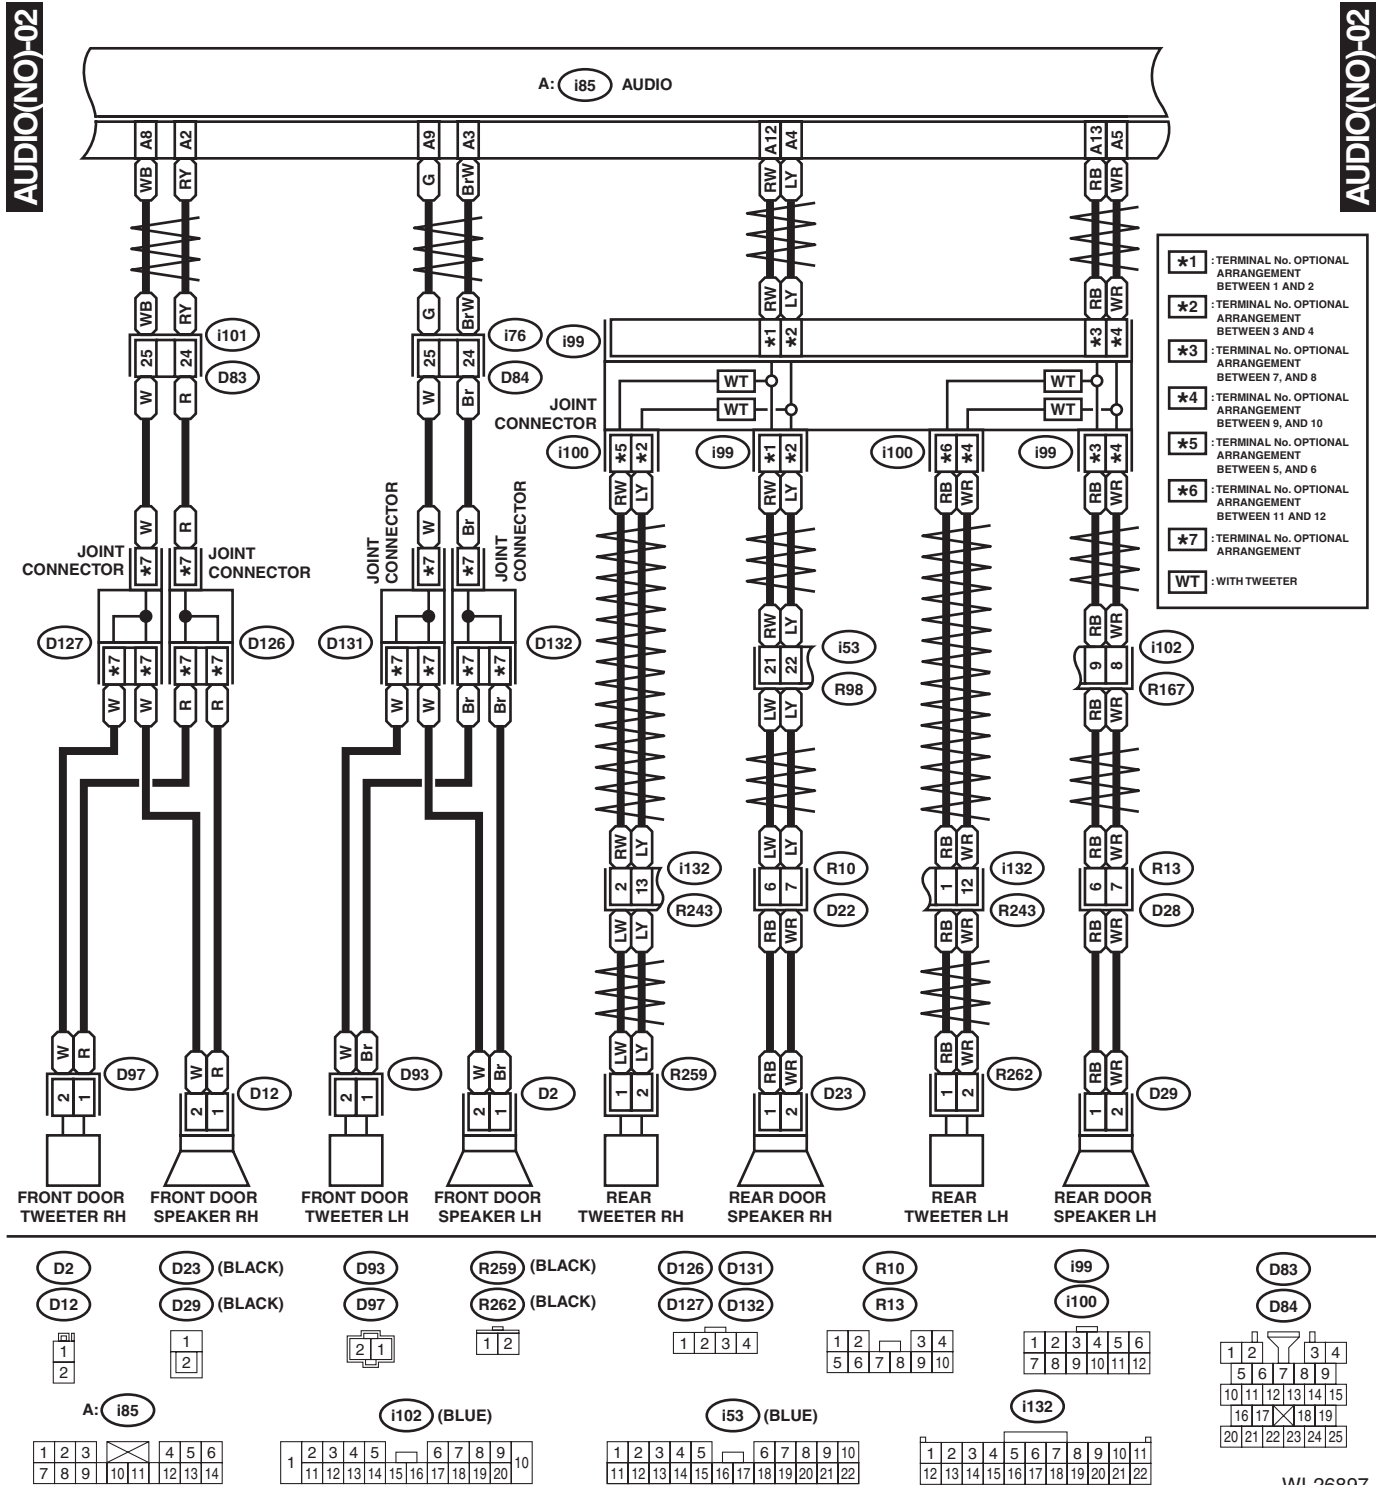 AUDIO(NO)-02
AUDIO(NO)-02
A: i85 AUDIO
A8 A2 A9 A3 A12 A4 A13 A5
WB RY G BrW RW LY RB WR
WB RY G BrW RW LY RB WR
i101 i76 i99
25 24 25 24 *1 *2 *3 *4
D83 D84
W R W Br
WT WT
WT WT
JOINT
CONNECTOR
i100 *5 *2 i99 *1 *2 i100 *6 *4 i99 *3 *4
RW LY RW LY RB WR RB WR
W R W Br
JOINT
CONNECTOR
JOINT
CONNECTOR
JOINT
CONNECTOR
JOINT
CONNECTOR
*7 *7 *7 *7
RW LY RB WR
D127 D126 D131 D132
*7 *7 *7 *7 *7 *7 *7 *7
21 22 i53 9 8 i102
R98 R167
W W R R W W Br Br LW LY RB WR
RW LY LW LY RB WR RB WR
2 13 i132 6 7 R10 1 12 i132 6 7 R13
R243 D22 R243 D28
LW LY RB WR RB WR RB WR
W R W Br LW LY RB WR
W R W Br RB WR RB WR
D97 D93 R259 R262
2 1 2 1 1 2 1 2
D12 D2 D23 D29
2 1 2 1 1 2 1 2
FRONT DOOR
TWEETER RH
FRONT DOOR
SPEAKER RH
FRONT DOOR
TWEETER LH
FRONT DOOR
SPEAKER LH
REAR
TWEETER RH
REAR DOOR
SPEAKER RH
REAR
TWEETER LH
REAR DOOR
SPEAKER LH
*1 : TERMINAL No. OPTIONAL
ARRANGEMENT
BETWEEN 1 AND 2
*2 : TERMINAL No. OPTIONAL
ARRANGEMENT
BETWEEN 3 AND 4
*3 : TERMINAL No. OPTIONAL
ARRANGEMENT
BETWEEN 7, AND 8
*4 : TERMINAL No. OPTIONAL
ARRANGEMENT
BETWEEN 9, AND 10
*5 : TERMINAL No. OPTIONAL
ARRANGEMENT
BETWEEN 5, AND 6
*6 : TERMINAL No. OPTIONAL
ARRANGEMENT
BETWEEN 11 AND 12
*7 : TERMINAL No. OPTIONAL
ARRANGEMENT
WT : WITH TWEETER
D2
D12
1
2
D23 (BLACK)
D29 (BLACK)
1
2
D93
D97
2 1
R259 (BLACK)
R262 (BLACK)
1 2
D126 D131
D127 D132
1 2 3 4
R10
R13
1 2 3 4
5 6 7 8 9 10
i99
i100
1 2 3 4 5 6
7 8 9 10 11 12
D83
D84
1 2 3 4
5 6 7 8 9
10 11 12 13 14 15
16 17 18 19
20 21 22 23 24 25
A: i85
1 2 3 4 5 6
7 8 9 10 11 12 13 14
i102 (BLUE)
1 2 3 4 5 6 7 8 9 10
11 12 13 14 15 16 17 18 19 20
i53 (BLUE)
1 2 3 4 5 6 7 8 9 10
11 12 13 14 15 16 17 18 19 20 21 22
i132
1 2 3 4 5 6 7 8 9 10 11
12 13 14 15 16 17 18 19 20 21 22